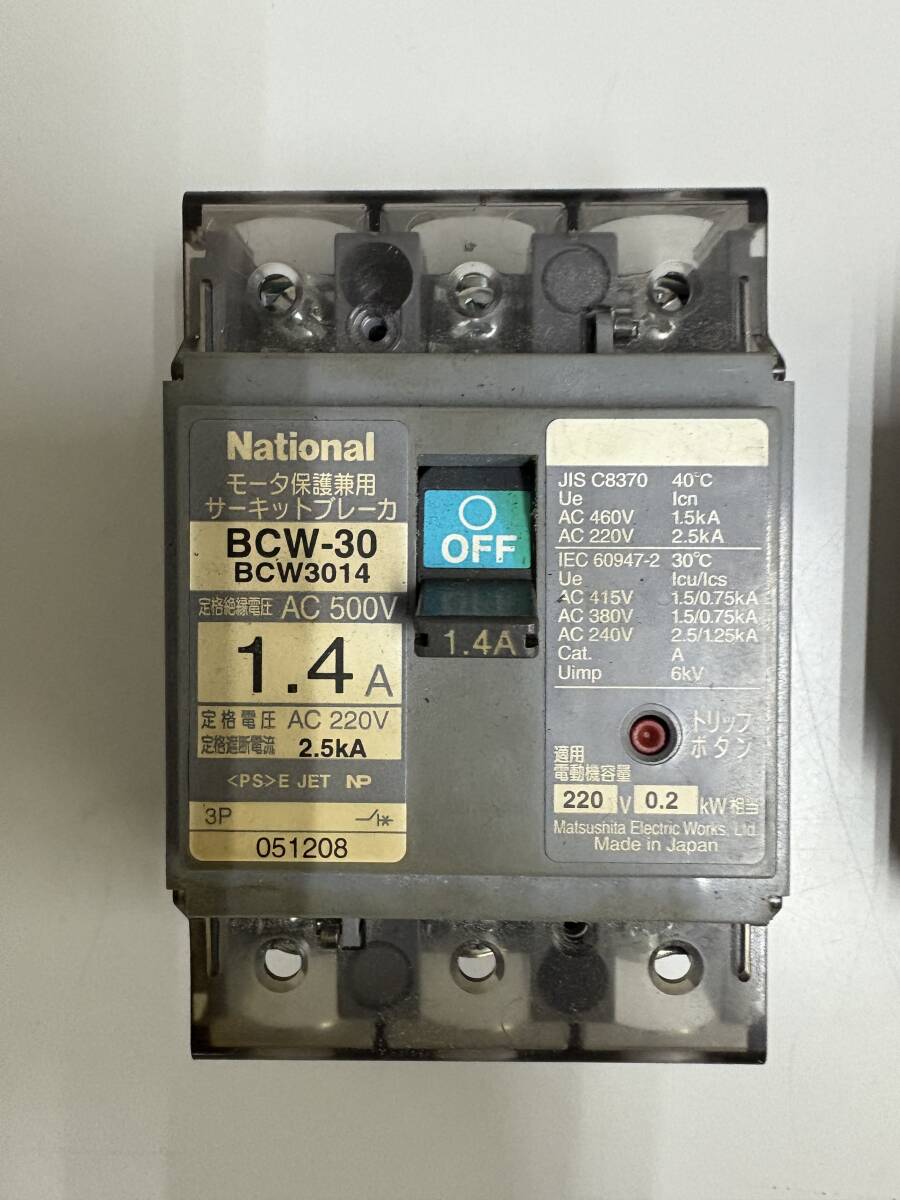 National
モータ保護兼用
サーキットブレーカ
BCW-30
BCW3014
定格絶縁電圧 AC 500V
1.4 A
定格電圧 AC 220V
定格遮断電流 2.5kA
<PS>E JET NP
3P
051208
OFF
1.4A
JIS C8370 40℃
Ue Icn
AC 460V 1.5kA
AC 220V 2.5kA
IEC 60947-2 30℃
Ue Icu/Ics
AC 415V 1.5/0.75kA
AC 380V 1.5/0.75kA
AC 240V 2.5/1.25kA
Cat. A
Uimp 6kV
トリップ
ボタン
適用
電動機容量
220 V 0.2 kW相当
Matsushita Electric Works, Ltd.
Made in Japan